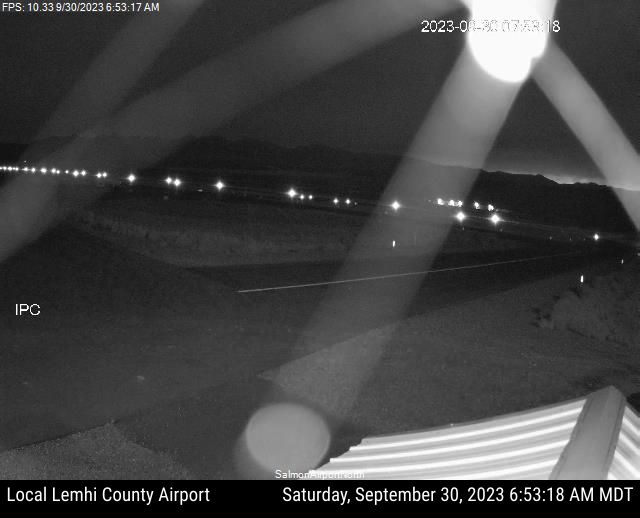 FPS: 10.33 9/30/2023 6:53:17 AM
IPC
Local Lemhi County Airport
Saturday, September 30, 2023 6:53:18 AM MDT